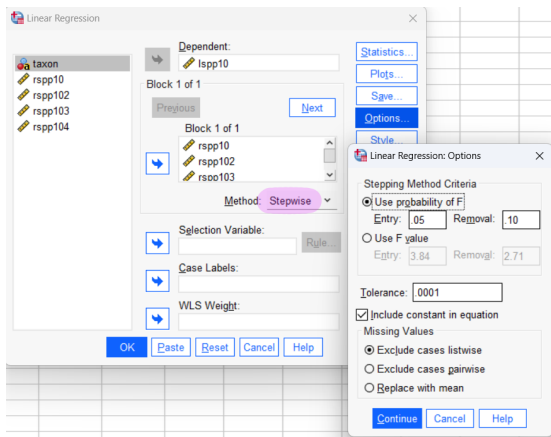 Linear Regression
taxon
rspp10
rspp102
rspp103
rspp104
Dependent:
lspp10
Block 1 of 1
Previous
Next
Block 1 of 1
rspp10
rspp102
rspp103
Method: Stepwise
Selection Variable:
Rule...
Case Labels:
WLS Weight:
OK Paste Reset Cancel Help
Statistics...
Plots...
Save...
Options...
Style...
Linear Regression: Options
Stepping Method Criteria
Use probability of F
Entry: .05 Removal: .10
Use F value
Entry: 3.84 Removal: 2.71
Tolerance: .0001
Include constant in equation
Missing Values
Exclude cases listwise
Exclude cases pairwise
Replace with mean
Continue Cancel Help